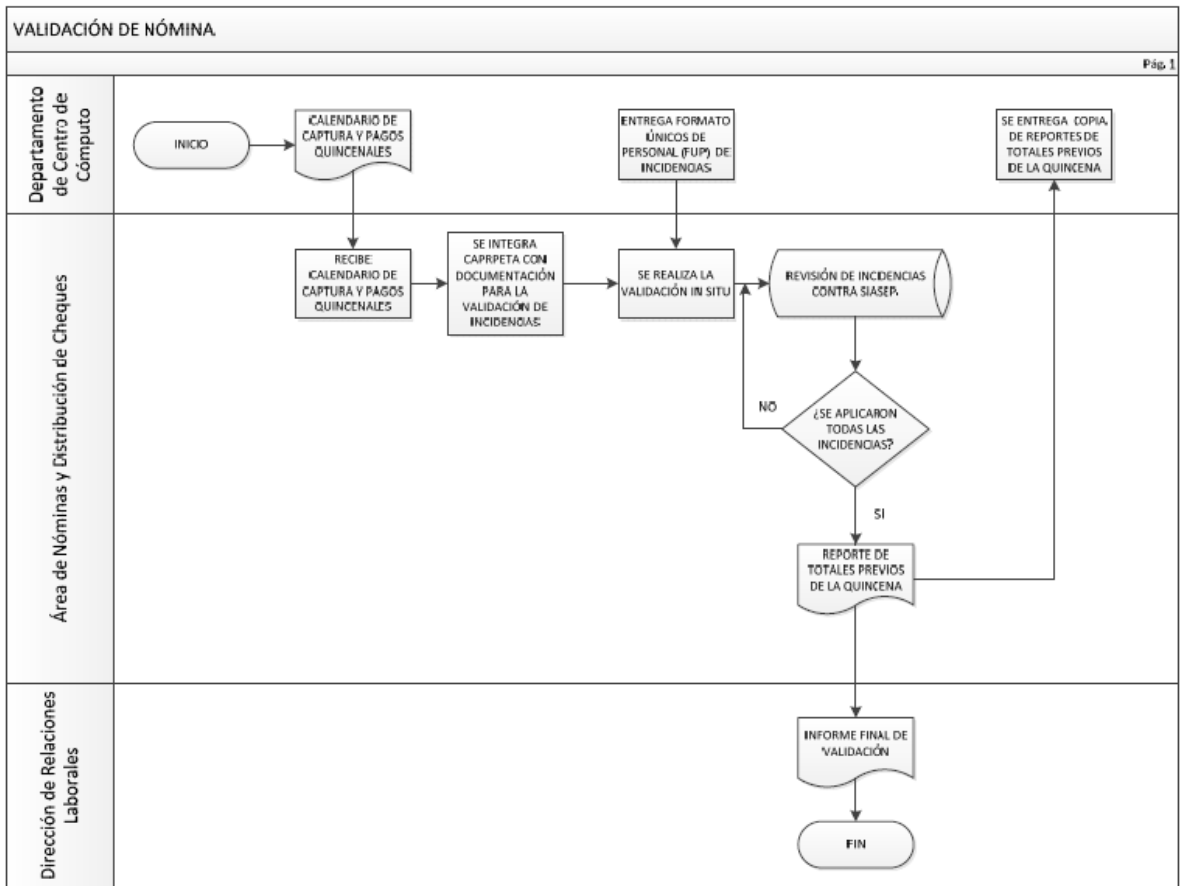 VALIDACIÓN DE NÓMINA.
Pág. 1
Departamento
de Centro de
Cómputo
INICIO
CALENDARIO DE
CAPTURA Y PAGOS
QUINCENALES
ENTREGA FORMATO
ÚNICOS DE
PERSONAL (FUP) DE
INCIDENCIAS
SE ENTREGA COPIA
DE REPORTES DE
TOTALES PREVIOS
DE LA QUINCENA
Área de Nóminas y Distribución de Cheques
RECIBE
CALENDARIO DE
CAPTURA Y PAGOS
QUINCENALES
SE INTEGRA
CAPRPETA CON
DOCUMENTACIÓN
PARA LA
VALIDACIÓN DE
INCIDENCIAS
SE REALIZA LA
VALIDACIÓN IN SITU
REVISIÓN DE INCIDENCIAS
CONTRA SIASEP.
¿SE APLICARON
TODAS LAS
INCIDENCIAS?
NO
SI
REPORTE DE
TOTALES PREVIOS
DE LA QUINCENA
Dirección de Relaciones
Laborales
INFORME FINAL DE
VALIDACIÓN
FIN